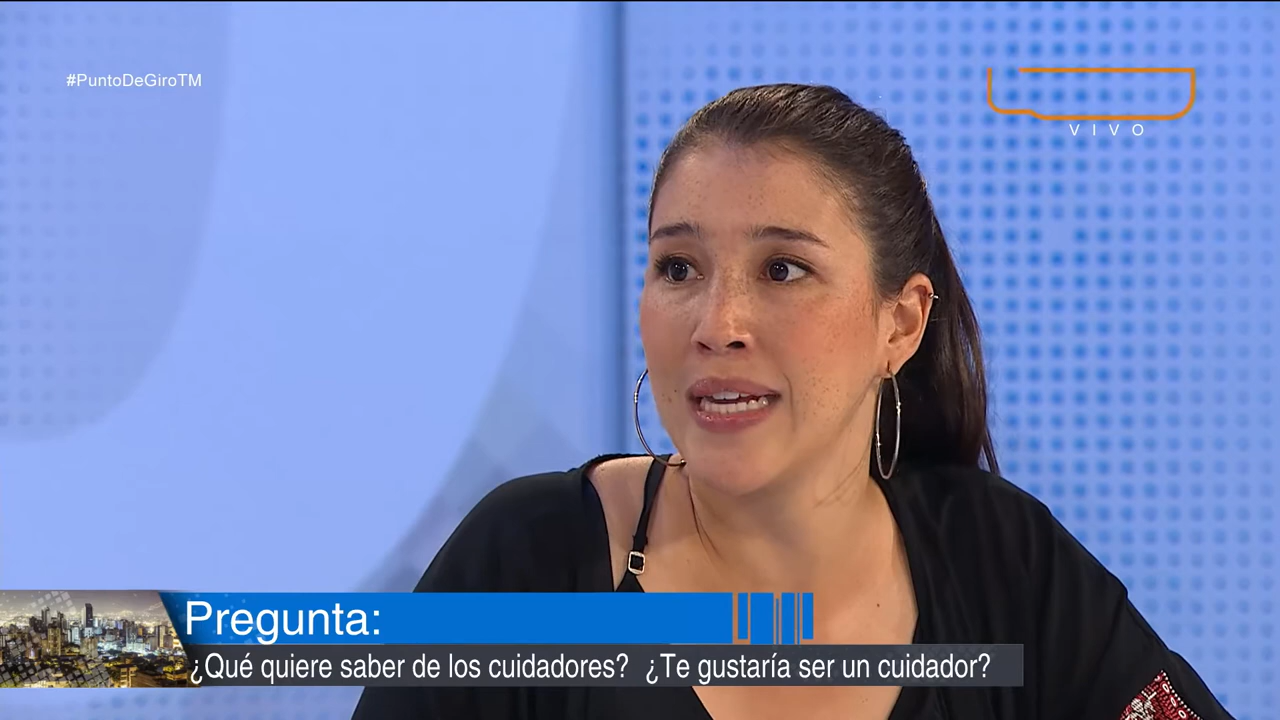 #PuntoDeGiroTM
VIVO
Pregunta:
¿Qué quiere saber de los cuidadores? ¿Te gustaría ser un cuidador?